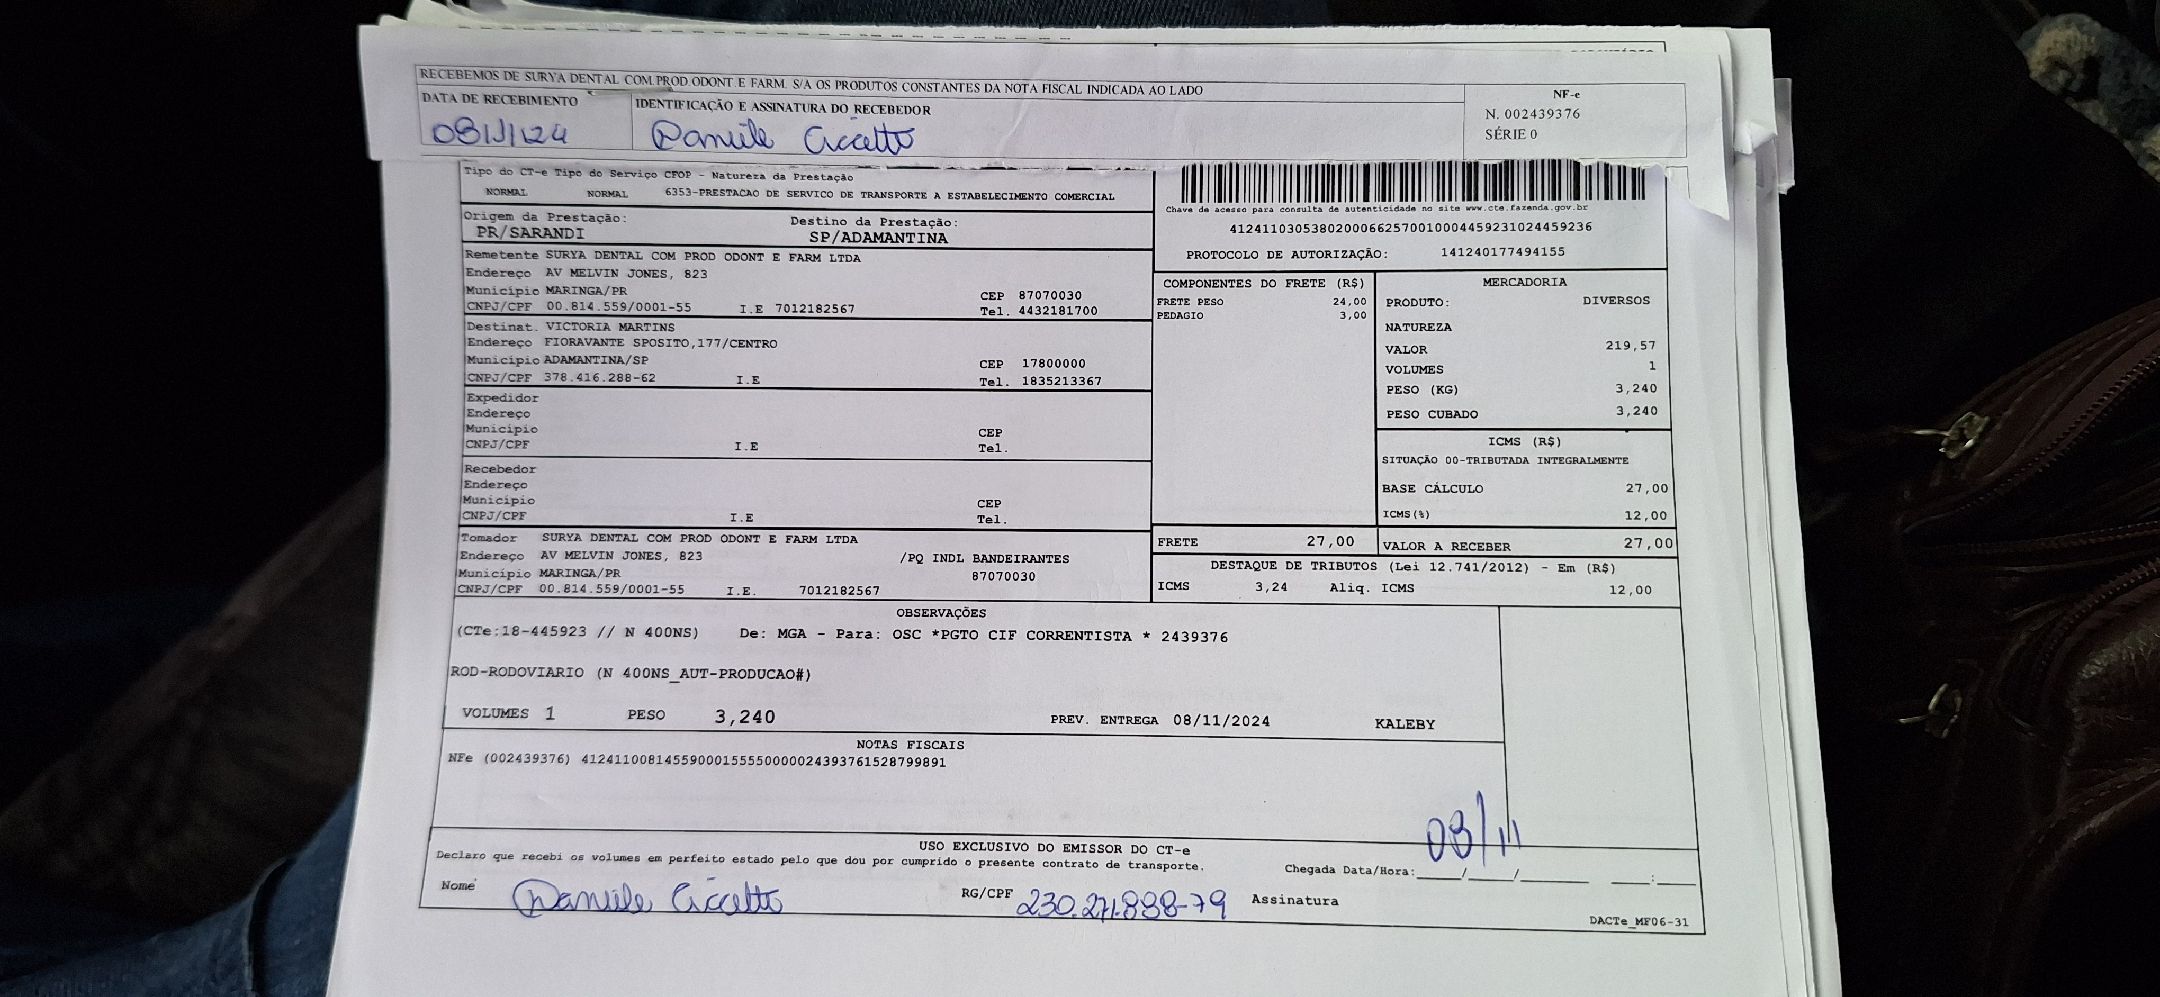 RECEBEMOS DE SURYA DENTAL COM PROD ODONT E FARM. S/A OS PRODUTOS CONSTANTES DA NOTA FISCAL INDICADA AO LADO
DATA DE RECEBIMENTO
08/11/24
IDENTIFICAÇÃO E ASSINATURA DO RECEBEDOR
Daniile Ciccotto
NF-e
N. 002439376
SÉRIE 0
Tipo do CT-e Tipo do Serviço CFOP - Natureza da Prestação
NORMAL NORMAL 6353-PRESTACAO DE SERVICO DE TRANSPORTE A ESTABELECIMENTO COMERCIAL
Origem da Prestação: Destino da Prestação:
PR/SARANDI SP/ADAMANTINA
Remetente SURYA DENTAL COM PROD ODONT E FARM LTDA
Endereço AV MELVIN JONES, 823
Município MARINGA/PR CEP 87070030
CNPJ/CPF 00.814.559/0001-55 I.E 7012182567 Tel. 4432181700
Destinat. VICTORIA MARTINS
Endereço FIORAVANTE SPOSITO,177/CENTRO
Município ADAMANTINA/SP CEP 17800000
CNPJ/CPF 378.416.288-62 I.E Tel. 1835213367
Expedidor
Endereço
Município CEP
CNPJ/CPF I.E Tel.
Recebedor
Endereço
Município CEP
CNPJ/CPF I.E Tel.
Tomador SURYA DENTAL COM PROD ODONT E FARM LTDA
Endereço AV MELVIN JONES, 823 /PQ INDL BANDEIRANTES
Município MARINGA/PR 87070030
CNPJ/CPF 00.814.559/0001-55 I.E. 7012182567
Chave de acesso para consulta de autenticidade no site www.cte.fazenda.gov.br
41241103053802000662570010004459231024459236
PROTOCOLO DE AUTORIZAÇÃO: 141240177494155
COMPONENTES DO FRETE (R$)
FRETE PESO 24,00
PEDAGIO 3,00
MERCADORIA
PRODUTO: DIVERSOS
NATUREZA
VALOR 219,57
VOLUMES 1
PESO (KG) 3,240
PESO CUBADO 3,240
ICMS (R$)
SITUAÇÃO 00-TRIBUTADA INTEGRALMENTE
BASE CÁLCULO 27,00
ICMS(%) 12,00
FRETE 27,00 VALOR A RECEBER 27,00
DESTAQUE DE TRIBUTOS (Lei 12.741/2012) - Em (R$)
ICMS 3,24 Aliq. ICMS 12,00
OBSERVAÇÕES
(CTe:18-445923 // N 400NS) De: MGA - Para: OSC *PGTO CIF CORRENTISTA * 2439376
ROD-RODOVIARIO (N 400NS_AUT-PRODUCAO#)
VOLUMES 1 PESO 3,240 PREV. ENTREGA 08/11/2024 KALEBY
NOTAS FISCAIS
NFe (002439376) 41241100814559000155550000024393761528799891
USO EXCLUSIVO DO EMISSOR DO CT-e
Declaro que recebi os volumes em perfeito estado pelo que dou por cumprido o presente contrato de transporte.
Chegada Data/Hora:____/____/______ ___:___
08/11
Nome Daniile Ciccotto RG/CPF 230.271.838-79 Assinatura
DACTe_MF06-31